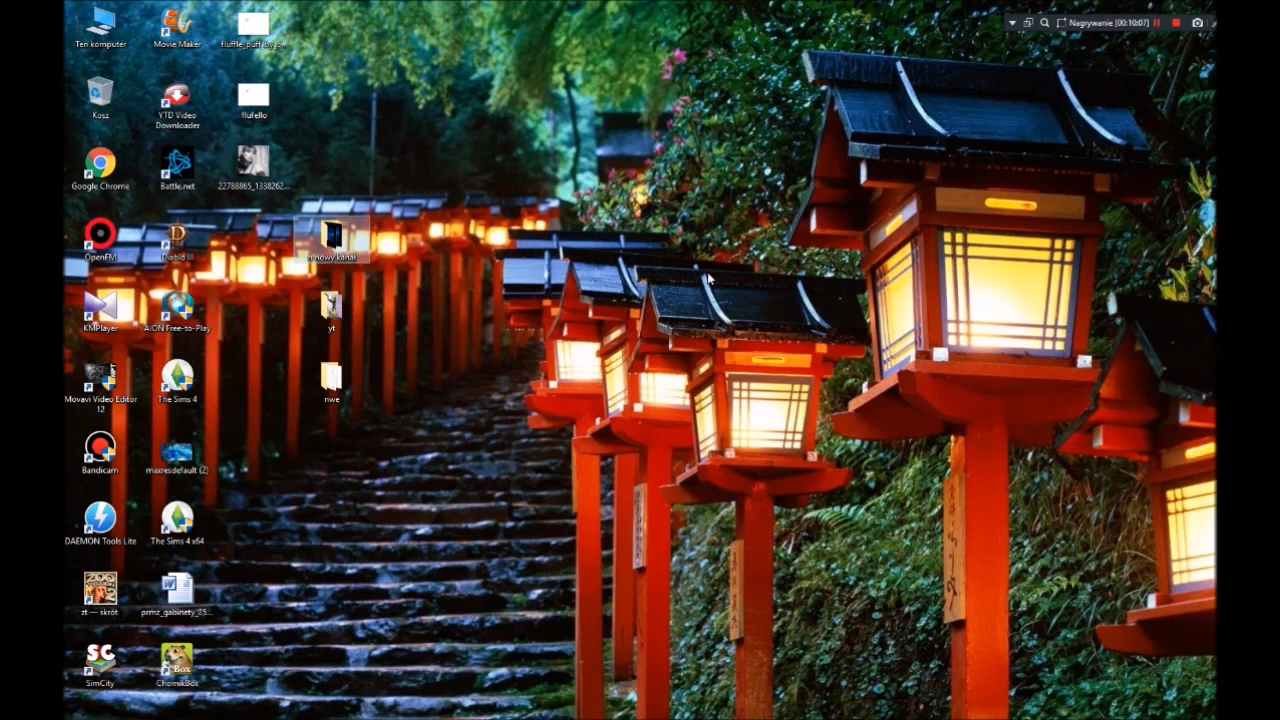 Ten komputer
Movie Maker
fluffle_puff_by_c...
Nagrywanie [00:10:07]
Kosz
YTD Video
Downloader
flufello
Google Chrome
Battle.net
22788865_1338262...
OpenFM
Diablo III
nowy kanał
KMPlayer
AION Free-to-Play
yt
Movavi Video Editor
12
The Sims 4
nwe
Bandicam
maxresdefault (2)
DAEMON Tools Lite
The Sims 4 x64
zt — skrót
prmz_gabinety_25...
SimCity
ChomikBox